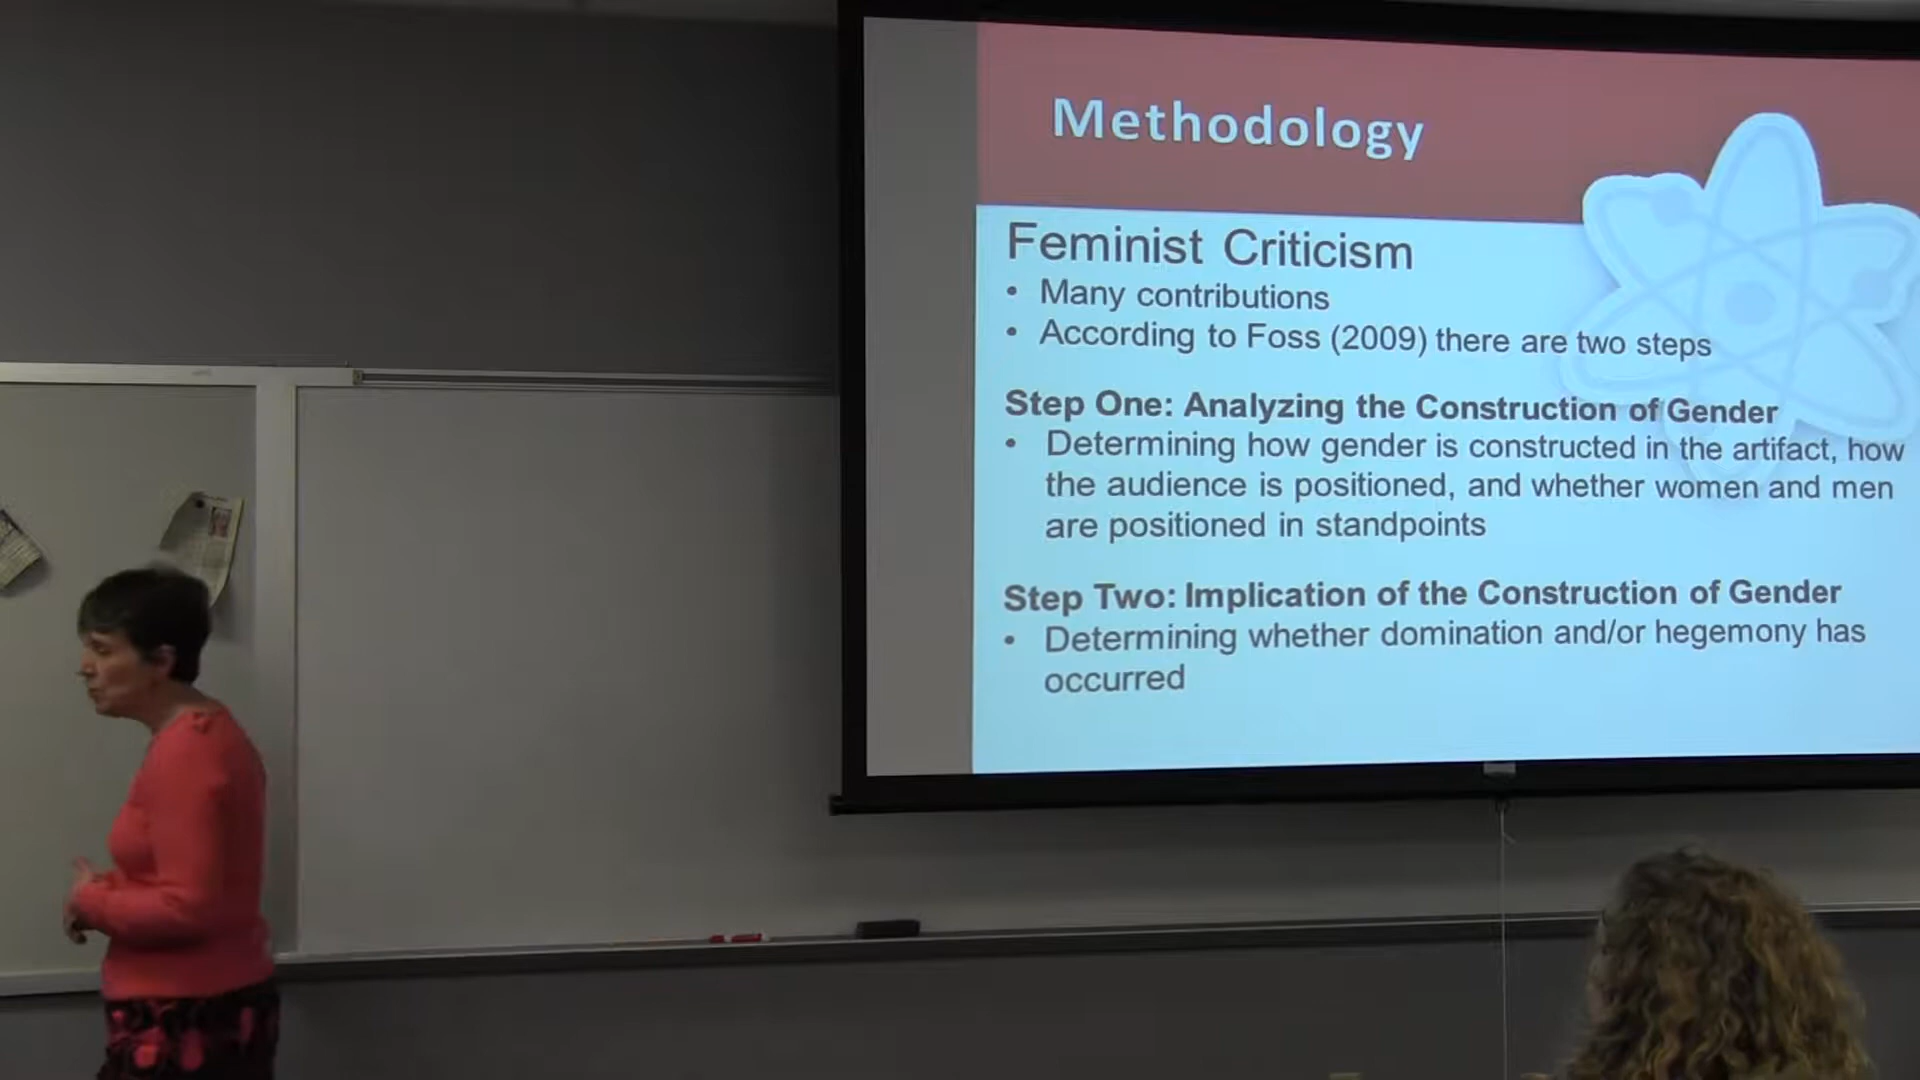 Methodology
Feminist Criticism
• Many contributions
• According to Foss (2009) there are two steps
Step One: Analyzing the Construction of Gender
• Determining how gender is constructed in the artifact, how
the audience is positioned, and whether women and men
are positioned in standpoints
Step Two: Implication of the Construction of Gender
• Determining whether domination and/or hegemony has
occurred